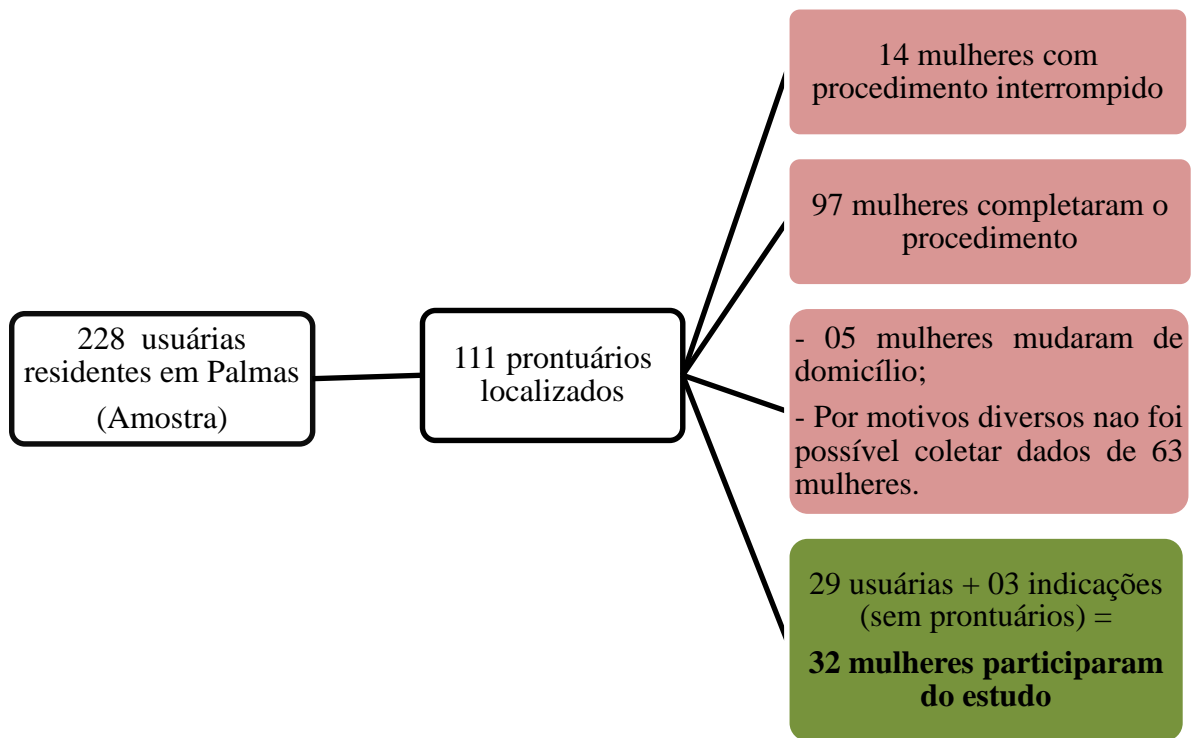 228 usuárias
residentes em Palmas
(Amostra)
111 prontuários
localizados
14 mulheres com
procedimento interrompido
97 mulheres completaram o
procedimento
- 05 mulheres mudaram de
domicílio;
- Por motivos diversos nao foi
possível coletar dados de 63
mulheres.
29 usuárias + 03 indicações
(sem prontuários) =
32 mulheres participaram
do estudo